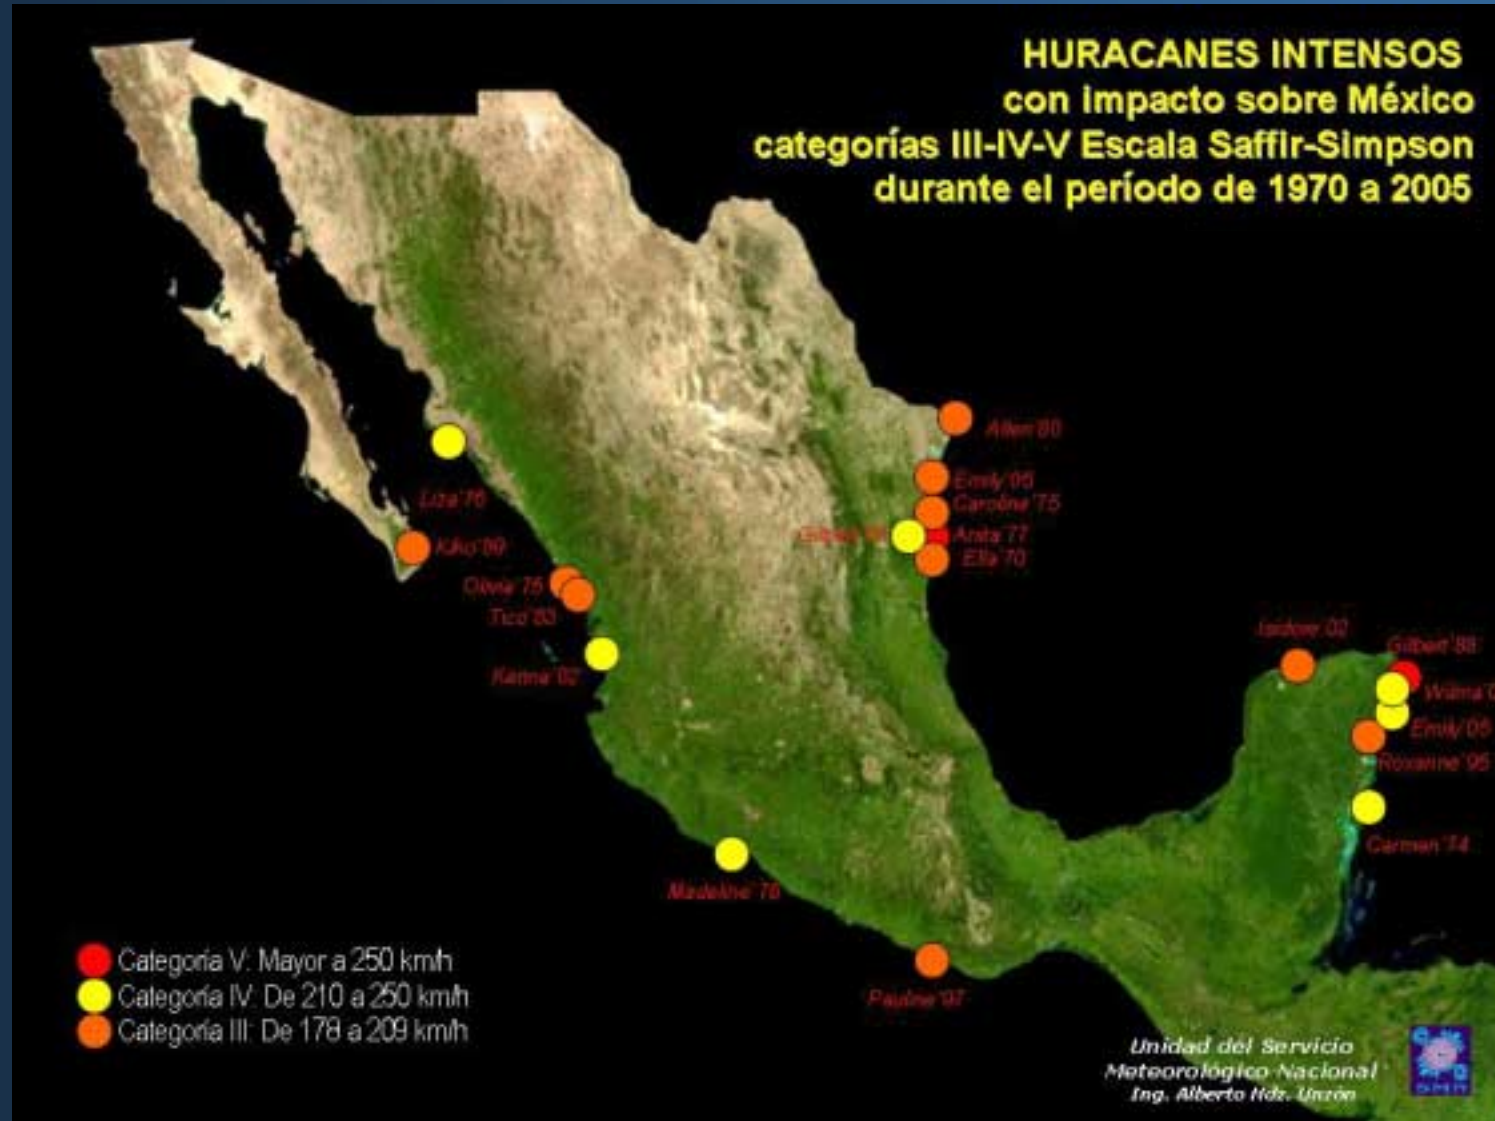 HURACANES INTENSOS
con impacto sobre México
categorías III-IV-V Escala Saffir-Simpson
durante el período de 1970 a 2005
Allen'80
Emily'05
Liza'76
Caroline'75
Anita'77
Kiko'89
Ella'70
Olivia'75
Tico'83
Isidore'02
Gilbert'88
Kenna'02
Wilma'0
Emily'05
Roxanne'95
Carmen'74
Madeline'76
Categoría V: Mayor a 250 km/h
Categoría IV: De 210 a 250 km/h
Categoría III: De 178 a 209 km/h
Pauline'97
Unidad del Servicio
Meteorológico Nacional
Ing. Alberto Hdz. Unzón